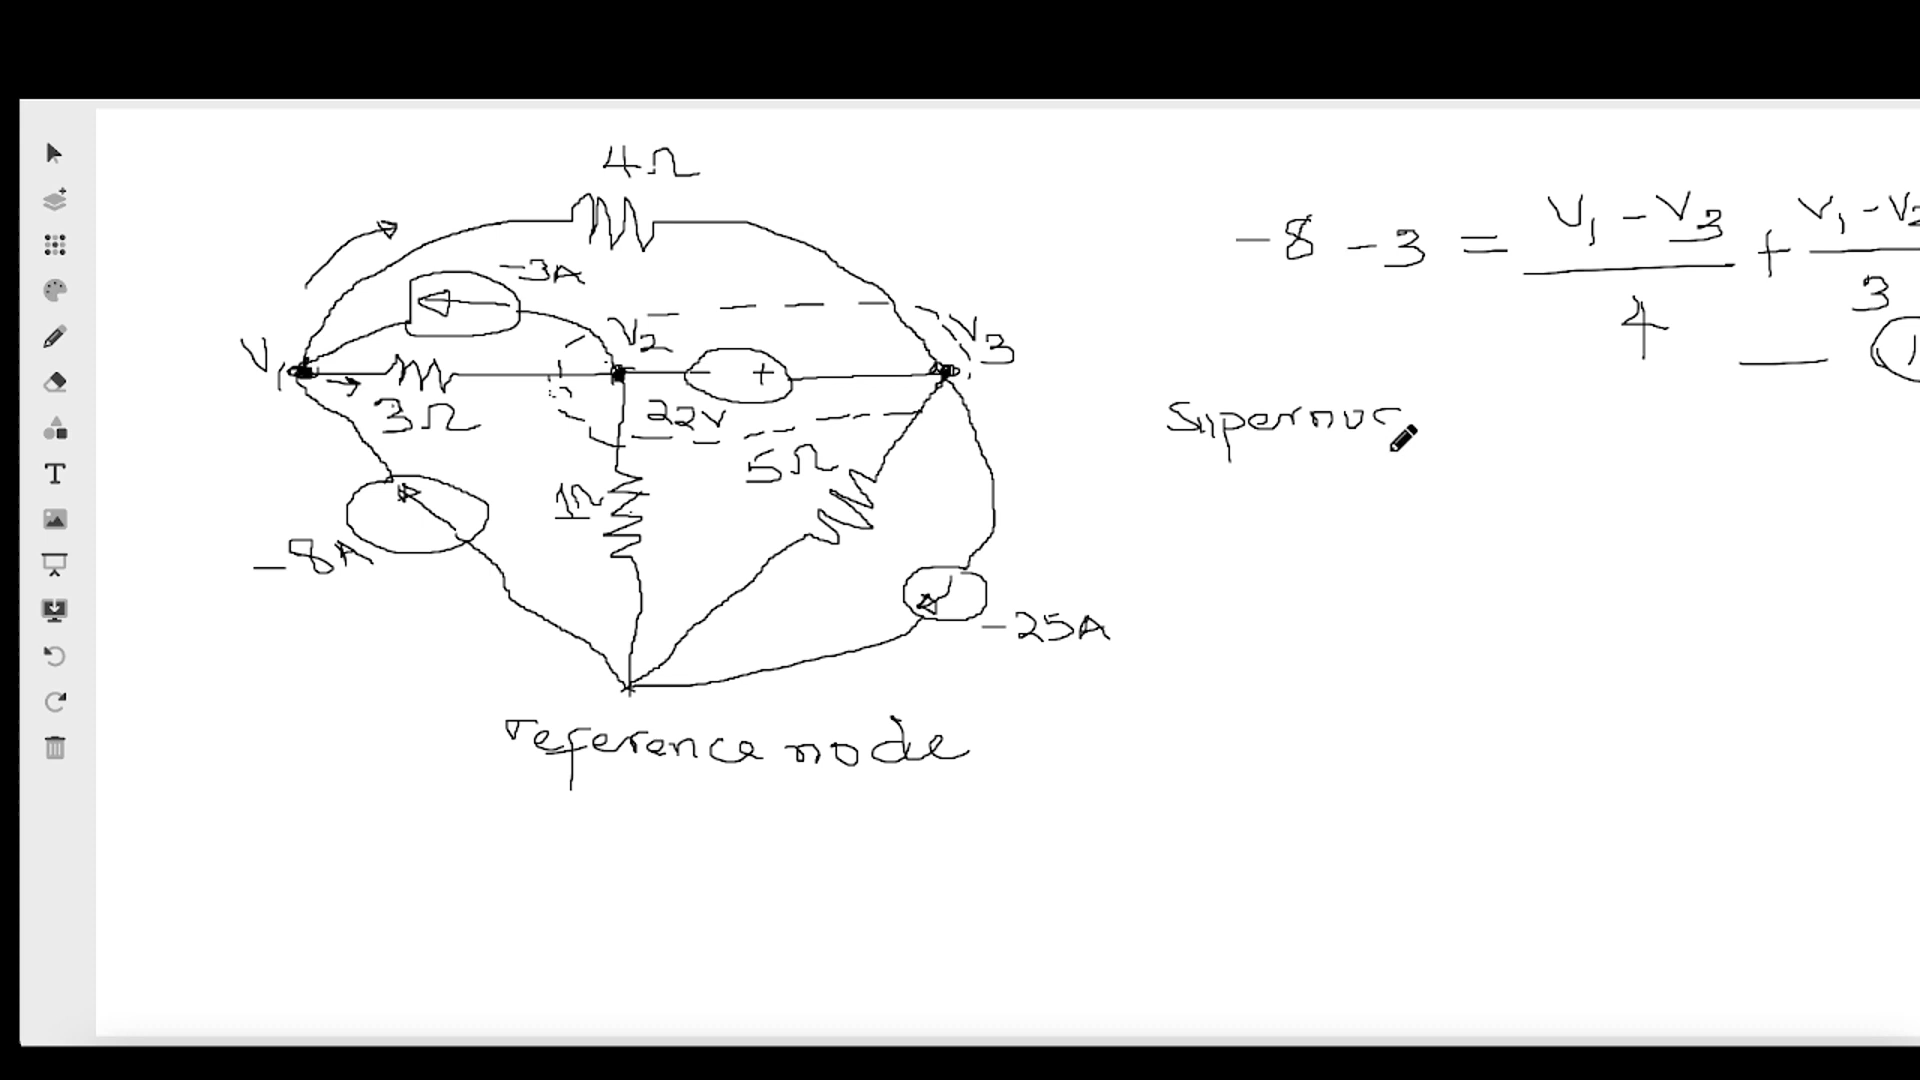 4Ω
-3A
V1
V2
V3
3Ω
22V
+
5Ω
1Ω
-8A
-25A
reference node
-8 -3 = (V1 - V3)/4 + (V1 - V2)/3
— 1
Supernod
T